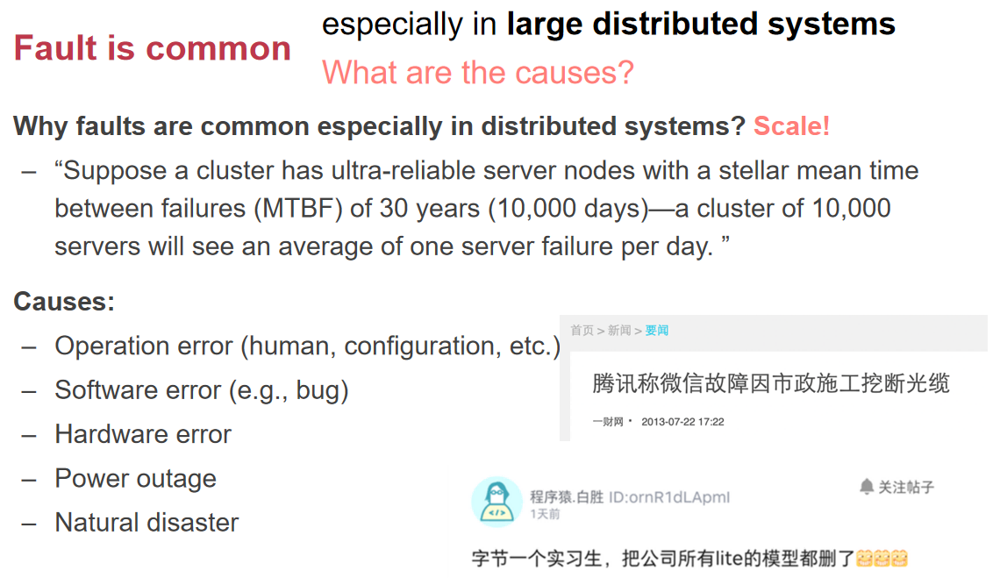 Fault is common
especially in large distributed systems
What are the causes?
Why faults are common especially in distributed systems? Scale!
– “Suppose a cluster has ultra-reliable server nodes with a stellar mean time
between failures (MTBF) of 30 years (10,000 days)—a cluster of 10,000
servers will see an average of one server failure per day. ”
Causes:
– Operation error (human, configuration, etc.)
– Software error (e.g., bug)
– Hardware error
– Power outage
– Natural disaster
首页 > 新闻 > 要闻
腾讯称微信故障因市政施工挖断光缆
一财网 · 2013-07-22 17:22
程序猿.白胜 ID:ornR1dLApmI
1天前
关注帖子
字节一个实习生，把公司所有lite的模型都删了